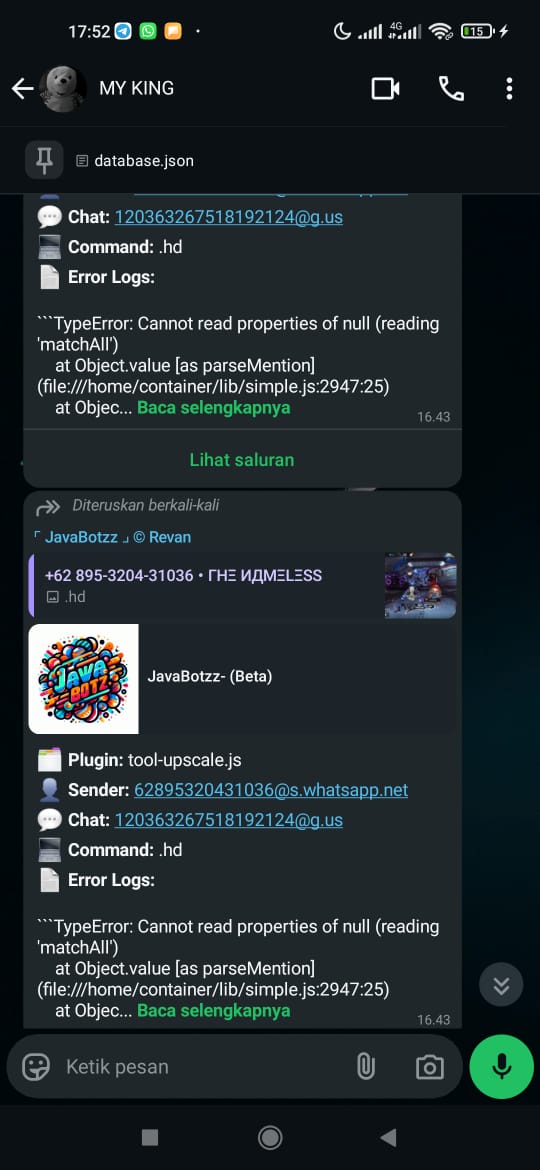 17:52
4G
15
MY KING
database.json
Chat: 120363267518192124@g.us
Command: .hd
Error Logs:
```TypeError: Cannot read properties of null (reading
'matchAll')
at Object.value [as parseMention]
(file:///home/container/lib/simple.js:2947:25)
at Objec... Baca selengkapnya
16.43
Lihat saluran
Diteruskan berkali-kali
「 JavaBotzz 」 © Revan
+62 895-3204-31036 • ГHΞ ИДMΞLΞSS
.hd
JAWA
BOTZ
JavaBotzz- (Beta)
Plugin: tool-upscale.js
Sender: 62895320431036@s.whatsapp.net
Chat: 120363267518192124@g.us
Command: .hd
Error Logs:
```TypeError: Cannot read properties of null (reading
'matchAll')
at Object.value [as parseMention]
(file:///home/container/lib/simple.js:2947:25)
at Objec... Baca selengkapnya
16.43
Ketik pesan